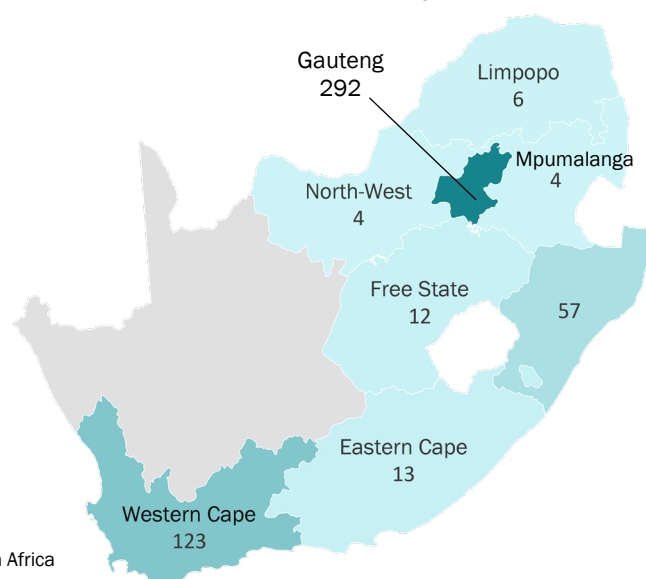 Gauteng
292
Limpopo
6
Mpumalanga
4
North-West
4
Free State
12
57
Eastern Cape
13
Western Cape
123
Africa